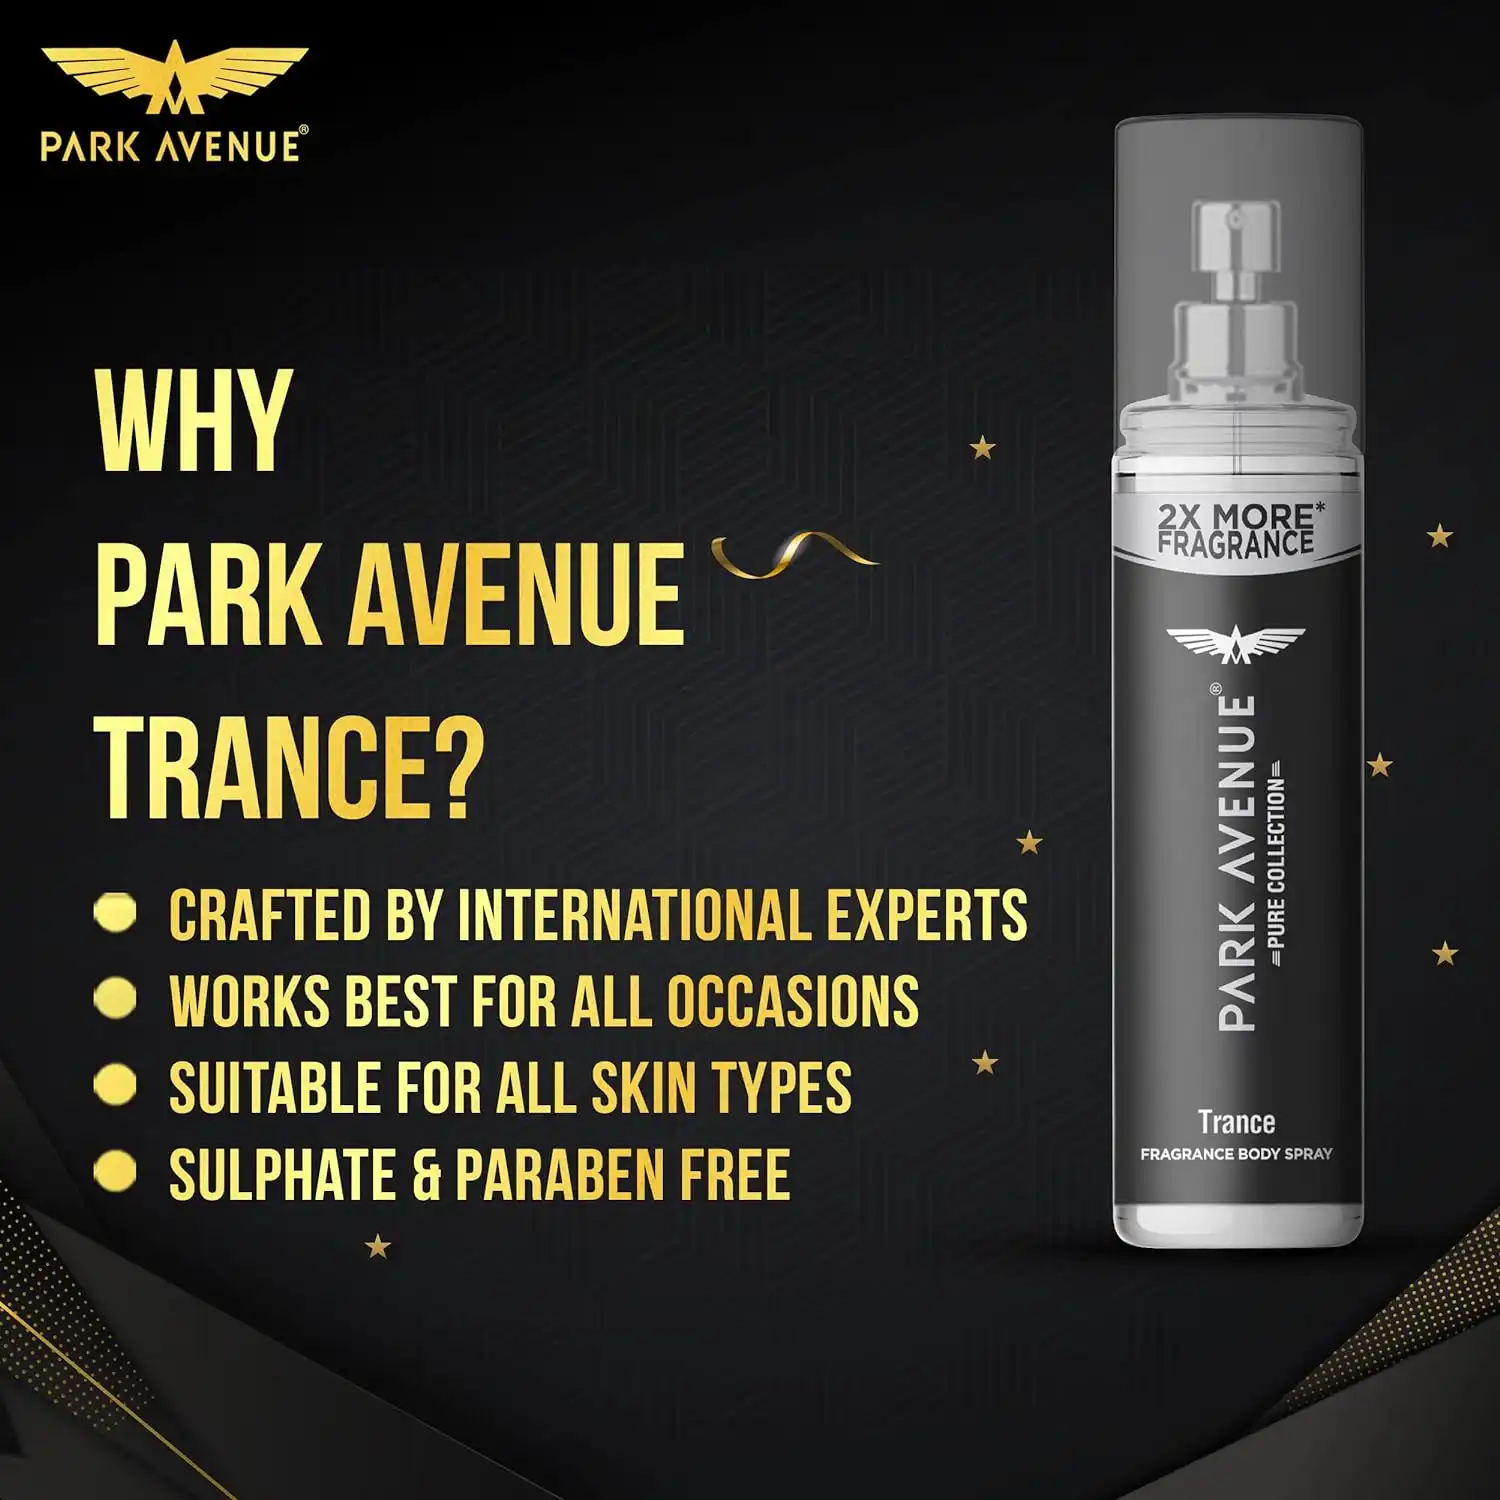 PARK AVENUE®
WHY
PARK AVENUE
TRANCE?
CRAFTED BY INTERNATIONAL EXPERTS
WORKS BEST FOR ALL OCCASIONS
SUITABLE FOR ALL SKIN TYPES
SULPHATE & PARABEN FREE
2X MORE*
FRAGRANCE
PARK AVENUE®
PURE COLLECTION
Trance
FRAGRANCE BODY SPRAY